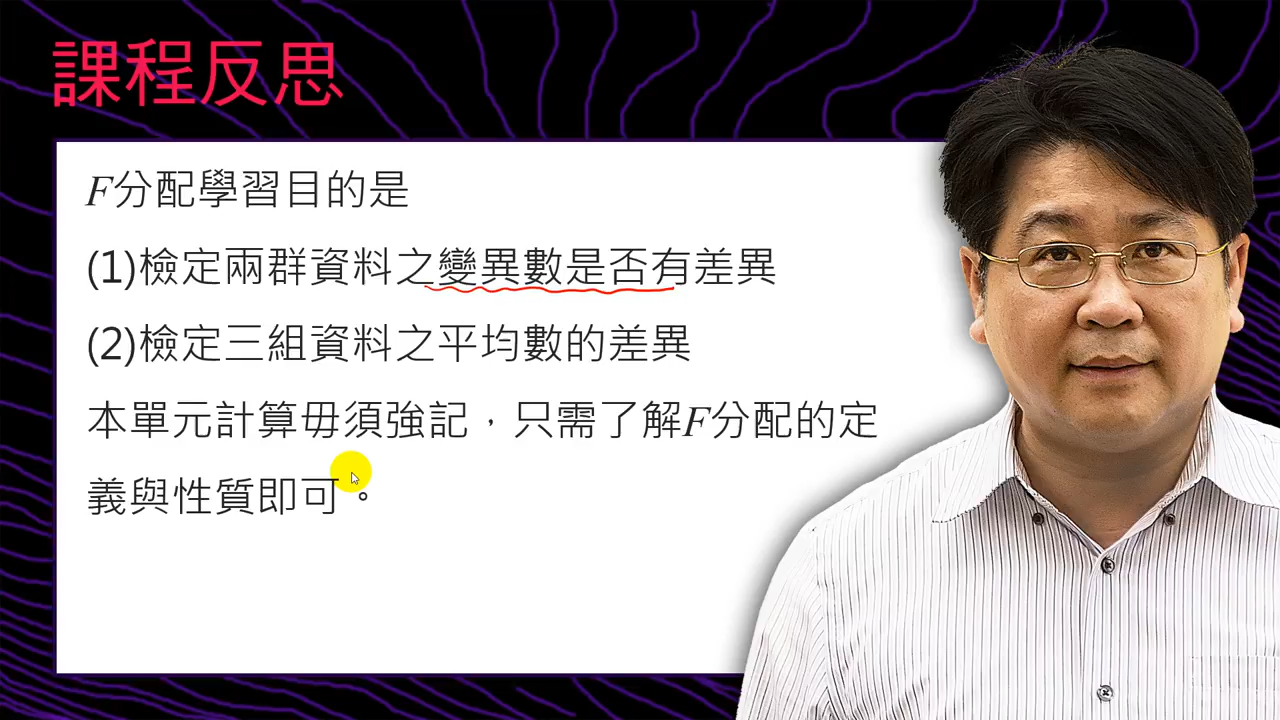 課程反思
F分配學習目的是
(1)檢定兩群資料之變異數是否有差異
(2)檢定三組資料之平均數的差異
本單元計算毋須強記，只需了解F分配的定
義與性質即可。